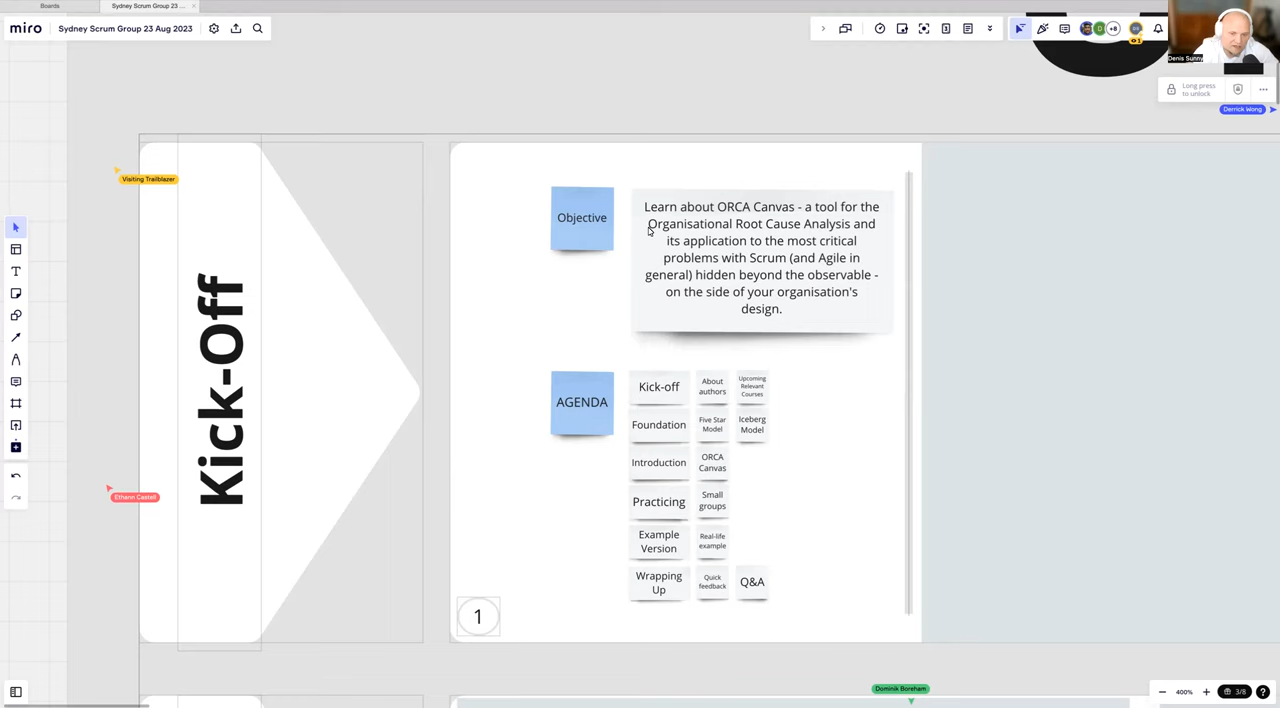 Boards
Sydney Scrum Group 23 ...
miro
Sydney Scrum Group 23 Aug 2023
+8
Denis Sunny
Long press
to unlock
Derrick Wong
Visiting Trailblazer
Kick-Off
Objective
Learn about ORCA Canvas - a tool for the
Organisational Root Cause Analysis and
its application to the most critical
problems with Scrum (and Agile in
general) hidden beyond the observable -
on the side of your organisation's
design.
AGENDA
Kick-off
About
authors
Upcoming
Relevant
Courses
Foundation
Five Star
Model
Iceberg
Model
Introduction
ORCA
Canvas
Practicing
Small
groups
Example
Version
Real-life
example
Wrapping
Up
Quick
feedback
Q&A
Ethann Castell
1
Dominik Boreham
400%
3/8